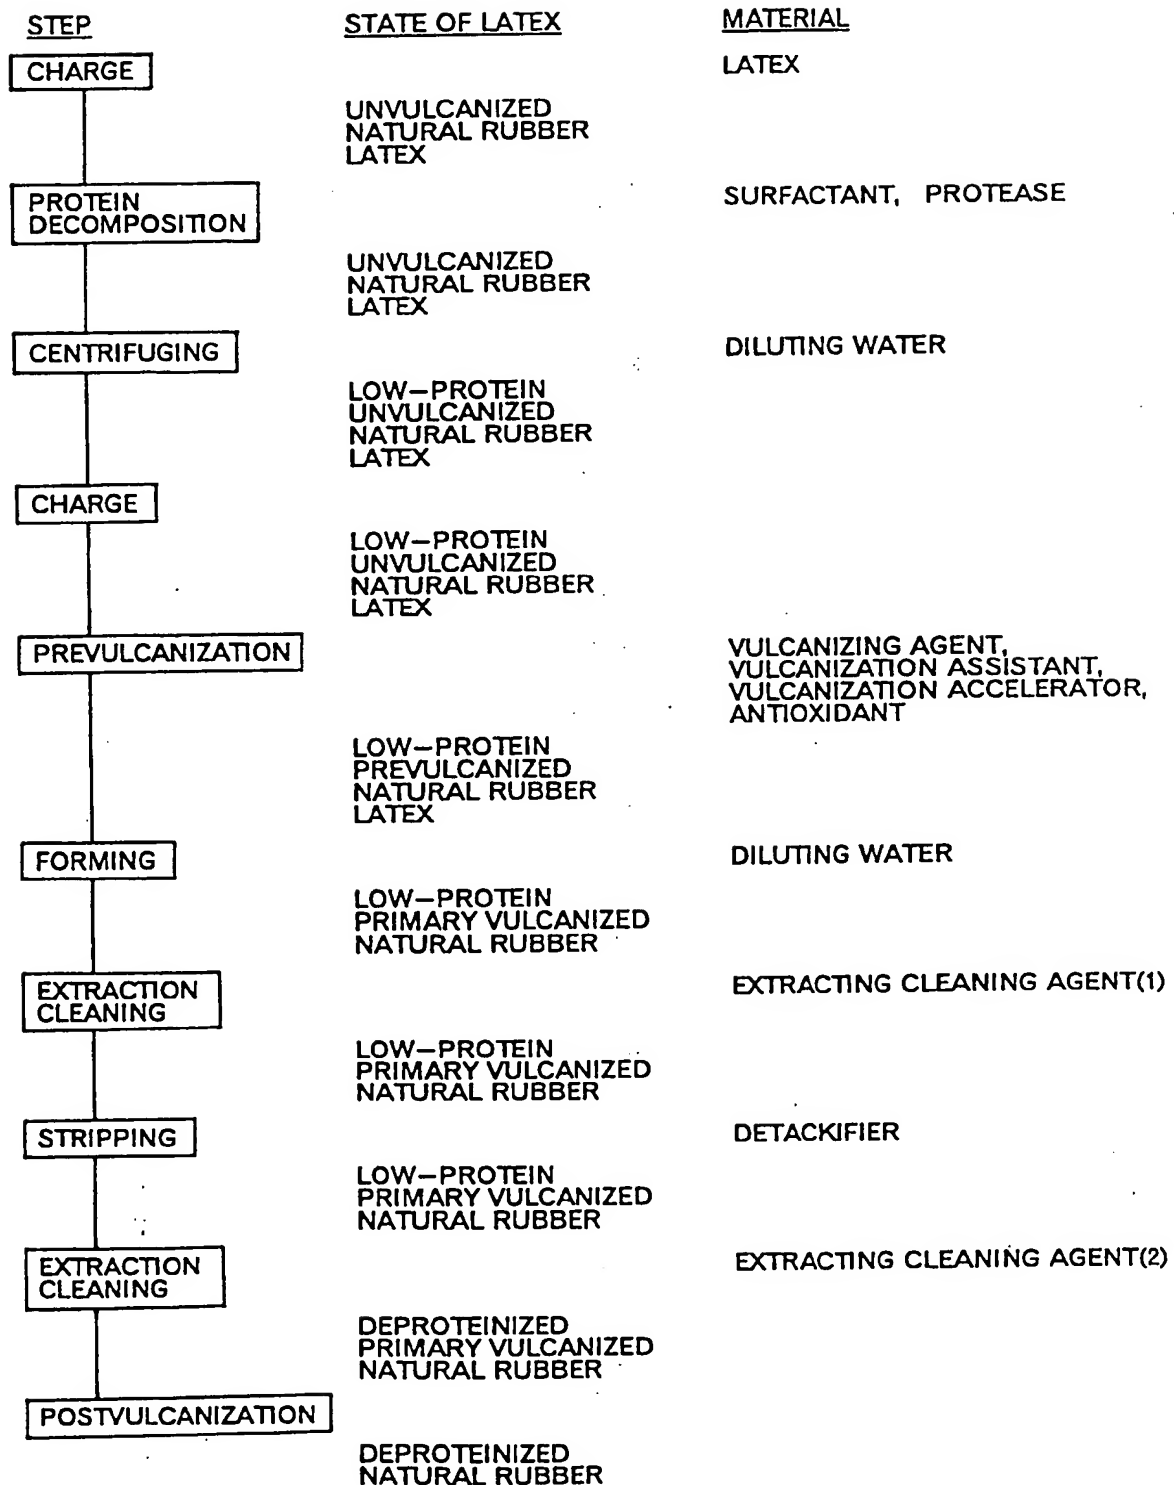 STEP STATE OF LATEX MATERIAL
CHARGE LATEX
UNVULCANIZED
NATURAL RUBBER
LATEX
PROTEIN
DECOMPOSITION
SURFACTANT, PROTEASE
UNVULCANIZED
NATURAL RUBBER
LATEX
CENTRIFUGING DILUTING WATER
LOW-PROTEIN
UNVULCANIZED
NATURAL RUBBER
LATEX
CHARGE
LOW-PROTEIN
UNVULCANIZED
NATURAL RUBBER
LATEX
PREVULCANIZATION
VULCANIZING AGENT,
VULCANIZATION ASSISTANT,
VULCANIZATION ACCELERATOR,
ANTIOXIDANT
LOW-PROTEIN
PREVULCANIZED
NATURAL RUBBER
LATEX
FORMING DILUTING WATER
LOW-PROTEIN
PRIMARY VULCANIZED
NATURAL RUBBER
EXTRACTION
CLEANING
EXTRACTING CLEANING AGENT(1)
LOW-PROTEIN
PRIMARY VULCANIZED
NATURAL RUBBER
STRIPPING DETACKIFIER
LOW-PROTEIN
PRIMARY VULCANIZED
NATURAL RUBBER
EXTRACTION
CLEANING
EXTRACTING CLEANING AGENT(2)
DEPROTEINIZED
PRIMARY VULCANIZED
NATURAL RUBBER
POSTVULCANIZATION
DEPROTEINIZED
NATURAL RUBBER